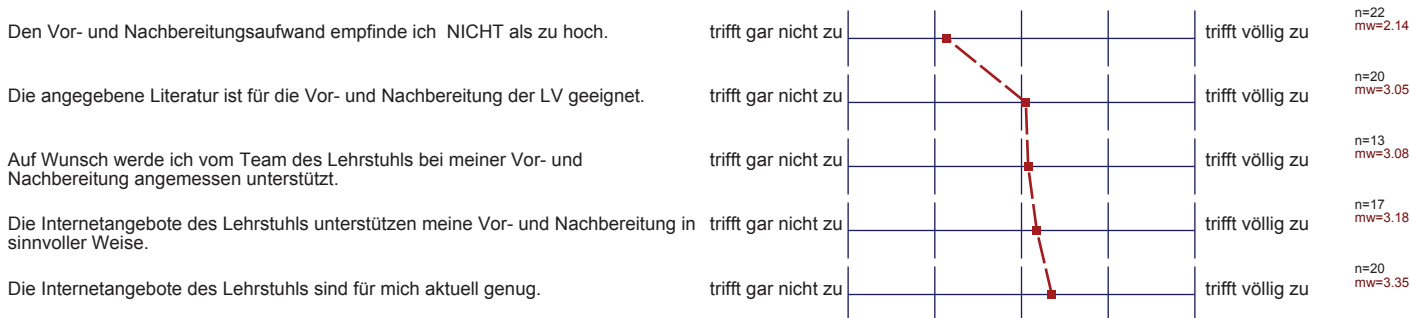 Den Vor- und Nachbereitungsaufwand empfinde ich NICHT als zu hoch. trifft gar nicht zu trifft völlig zu n=22
mw=2.14
Die angegebene Literatur ist für die Vor- und Nachbereitung der LV geeignet. trifft gar nicht zu trifft völlig zu n=20
mw=3.05
Auf Wunsch werde ich vom Team des Lehrstuhls bei meiner Vor- und trifft gar nicht zu trifft völlig zu n=13
Nachbereitung angemessen unterstützt. mw=3.08
Die Internetangebote des Lehrstuhls unterstützen meine Vor- und Nachbereitung in trifft gar nicht zu trifft völlig zu n=17
sinnvoller Weise. mw=3.18
Die Internetangebote des Lehrstuhls sind für mich aktuell genug. trifft gar nicht zu trifft völlig zu n=20
mw=3.35